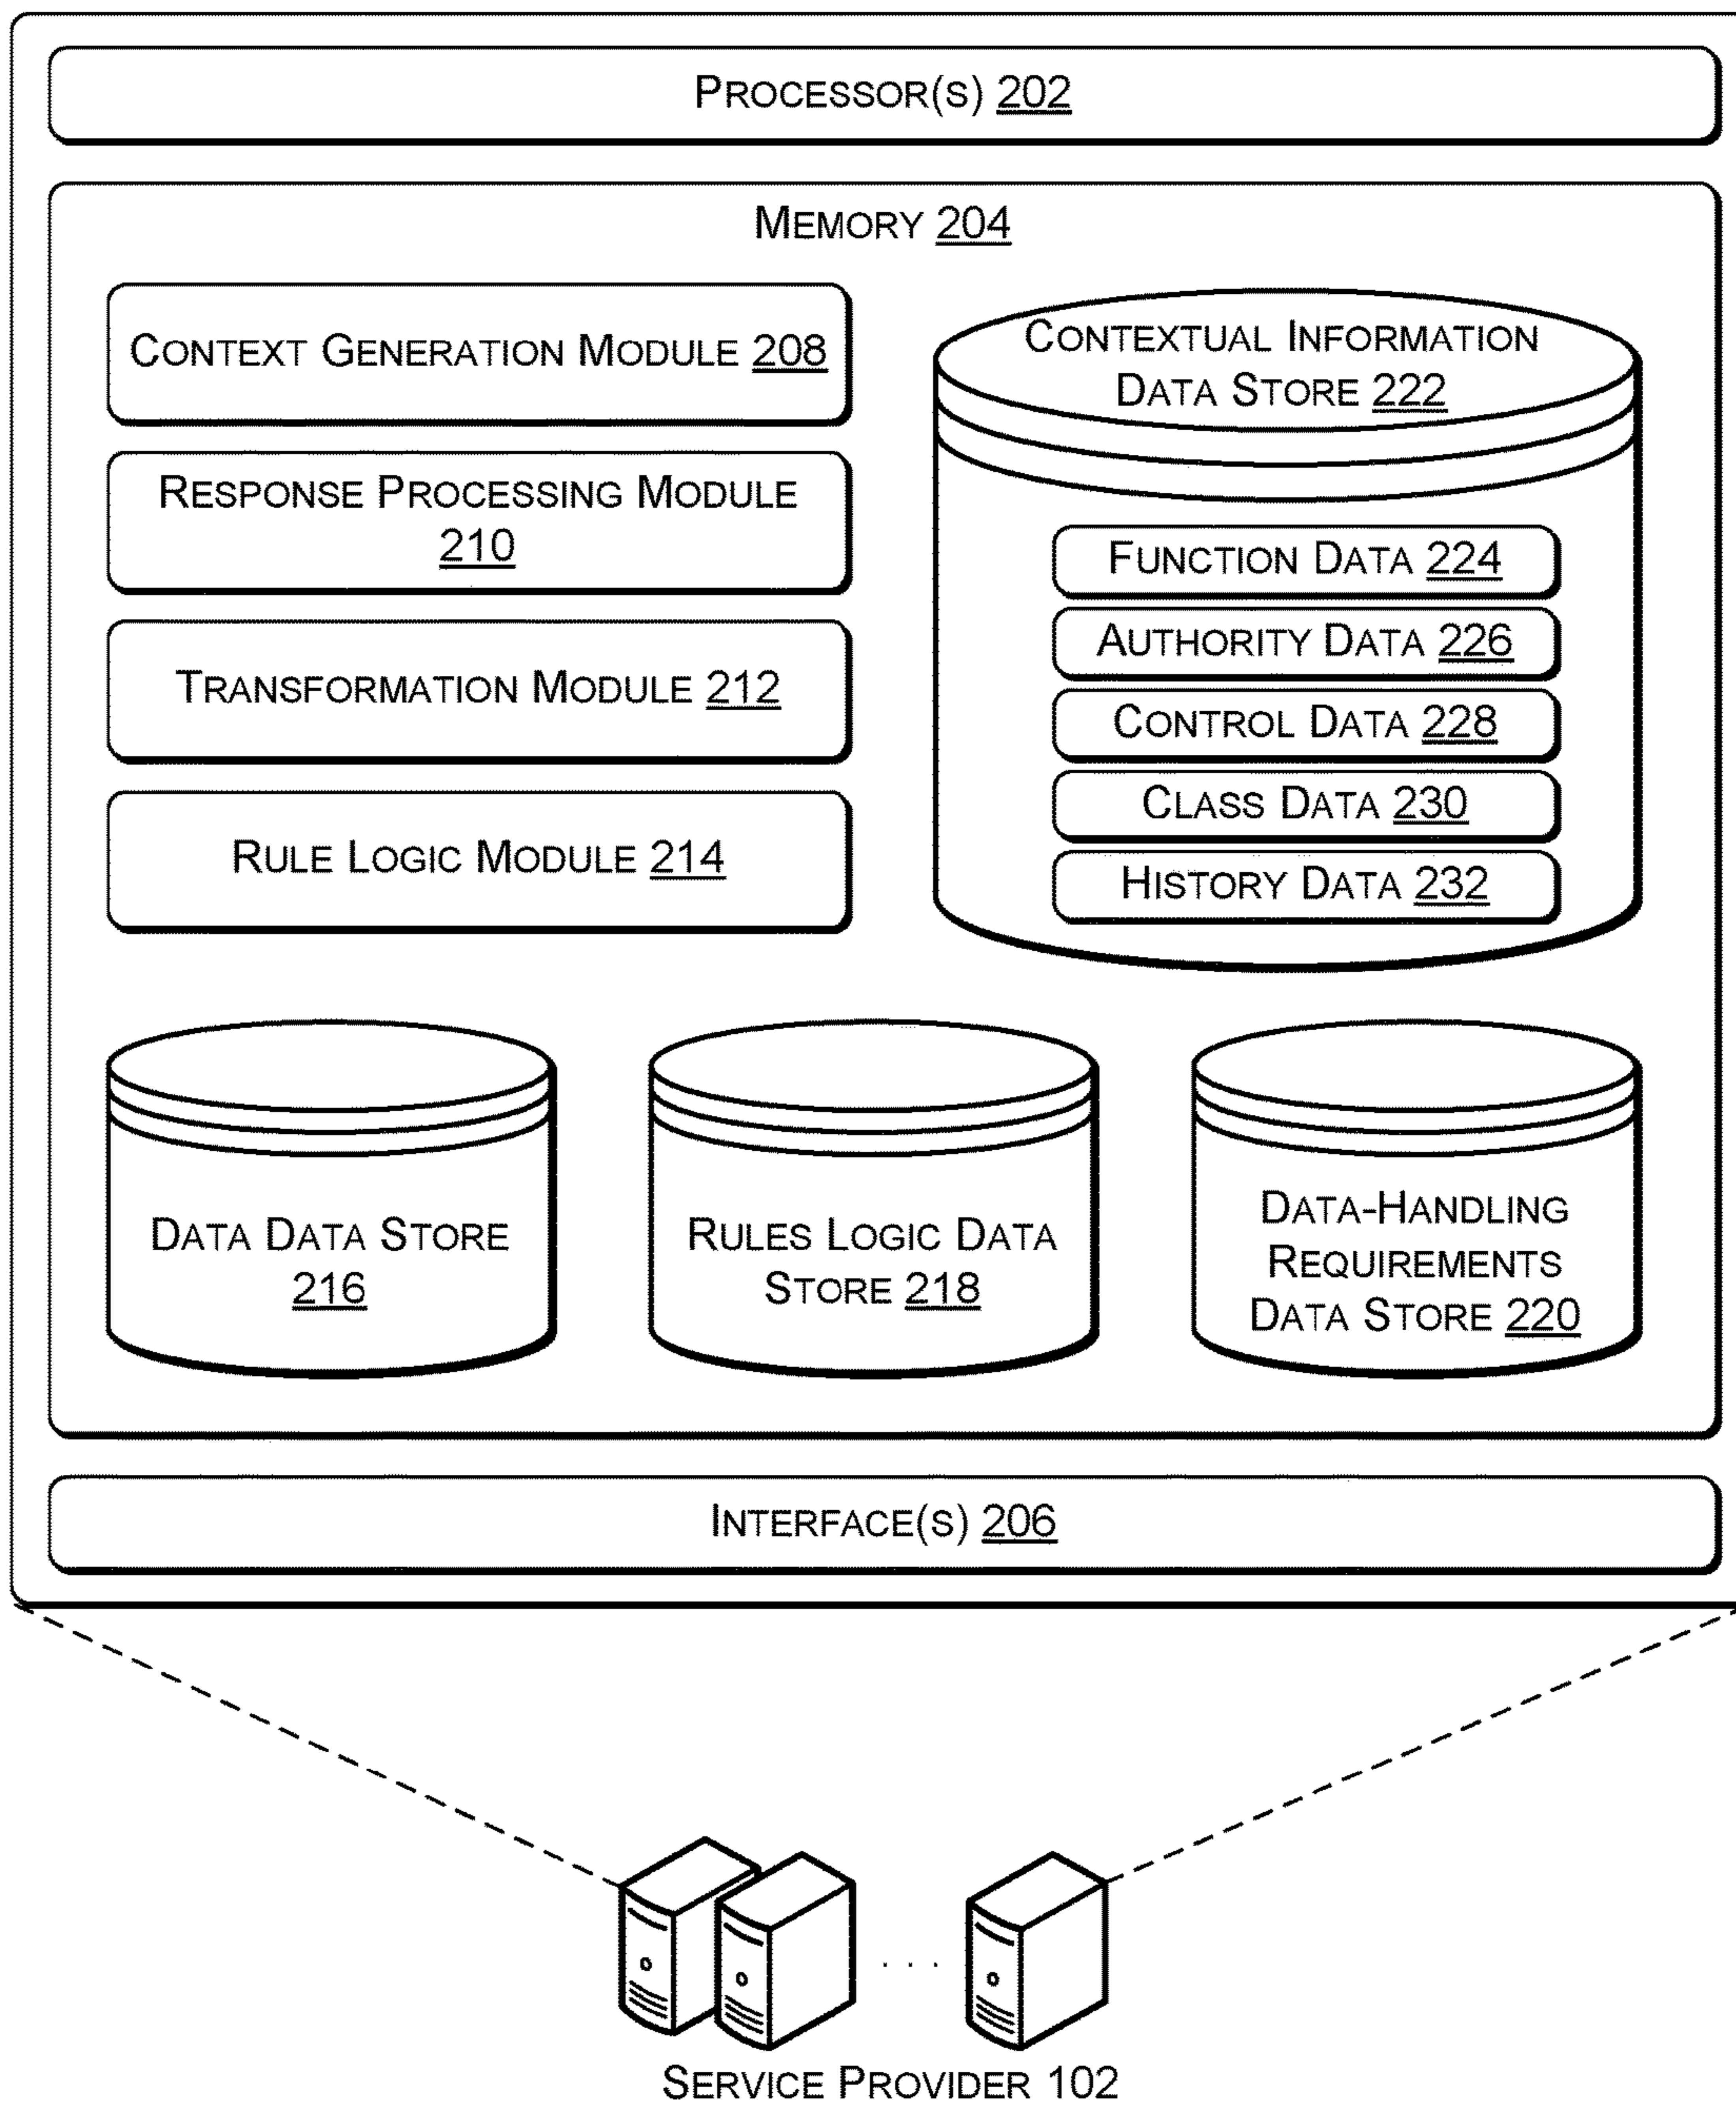 PROCESSOR(S) 202
MEMORY 204
CONTEXT GENERATION MODULE 208
RESPONSE PROCESSING MODULE
210
TRANSFORMATION MODULE 212
RULE LOGIC MODULE 214
CONTEXTUAL INFORMATION
DATA STORE 222
FUNCTION DATA 224
AUTHORITY DATA 226
CONTROL DATA 228
CLASS DATA 230
HISTORY DATA 232
DATA DATA STORE
216
RULES LOGIC DATA
STORE 218
DATA-HANDLING
REQUIREMENTS
DATA STORE 220
INTERFACE(S) 206
. . .
SERVICE PROVIDER 102